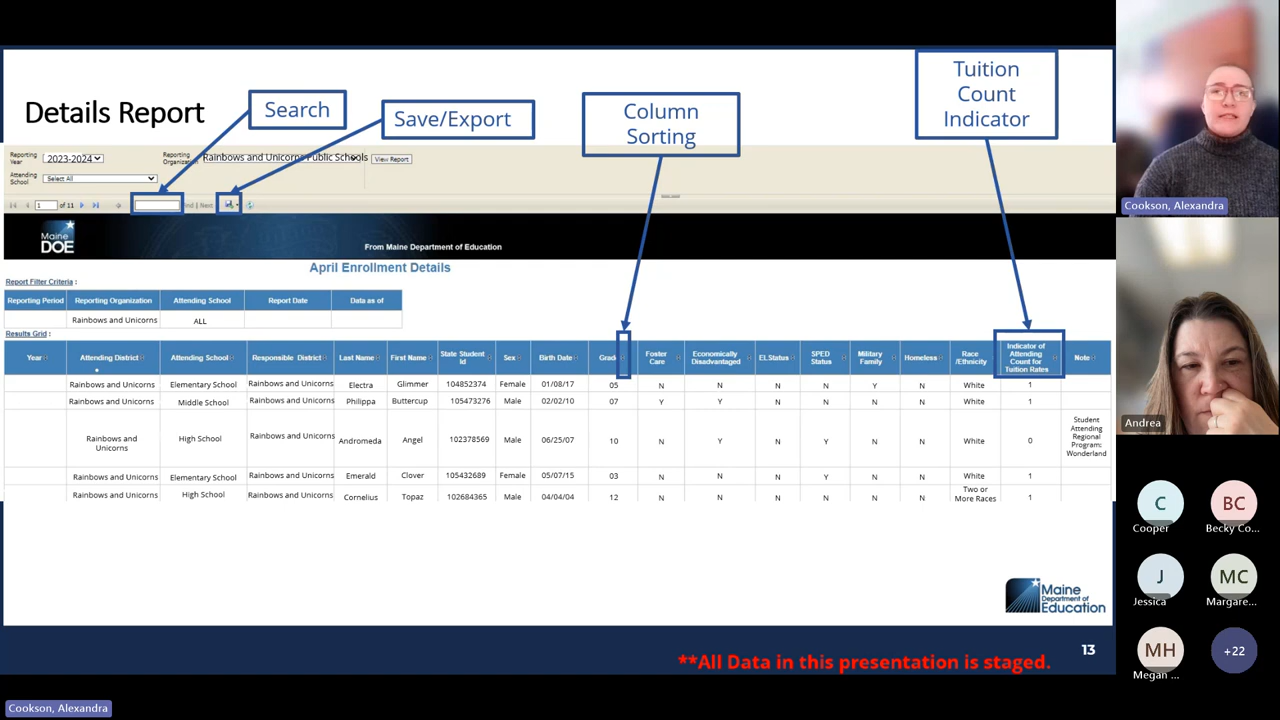 Details Report
Search
Save/Export
Column
Sorting
Tuition
Count
Indicator
Reporting
Year
2023-2024
Reporting
Organization
Rainbows and Unicorns Public Schools
View Report
Attending
School
Select All
1 of 11
Next
Maine
DOE
From Maine Department of Education
April Enrollment Details
Report Filter Criteria :
Reporting Period Reporting Organization Attending School Report Date Data as of
Rainbows and Unicorns ALL
Results Grid :
Year Attending District Attending School Responsible District Last Name First Name State Student Id Sex Birth Date Grade Foster Care Economically Disadvantaged EL Status SPED Status Military Family Homeless Race /Ethnicity Indicator of Attending Count for Tuition Rates Note
Rainbows and Unicorns Elementary School Rainbows and Unicorns Electra Glimmer 104852374 Female 01/08/17 05 N N N N Y N White 1
Rainbows and Unicorns Middle School Rainbows and Unicorns Philippa Buttercup 105473276 Male 02/02/10 07 Y Y N N N N White 1
Rainbows and Unicorns High School Rainbows and Unicorns Andromeda Angel 102378569 Male 06/25/07 10 N Y N Y N N White 0 Student Attending Regional Program: Wonderland
Rainbows and Unicorns Elementary School Rainbows and Unicorns Emerald Clover 105432689 Female 05/07/15 03 N N N Y N N White 1
Rainbows and Unicorns High School Rainbows and Unicorns Cornelius Topaz 102684365 Male 04/04/04 12 N N N N N N Two or More Races 1
Maine
Department of
Education
13
**All Data in this presentation is staged.
Cookson, Alexandra
Cookson, Alexandra
Andrea
C
Cooper
BC
Becky Co...
J
Jessica
MC
Margare...
MH
Megan ...
+22